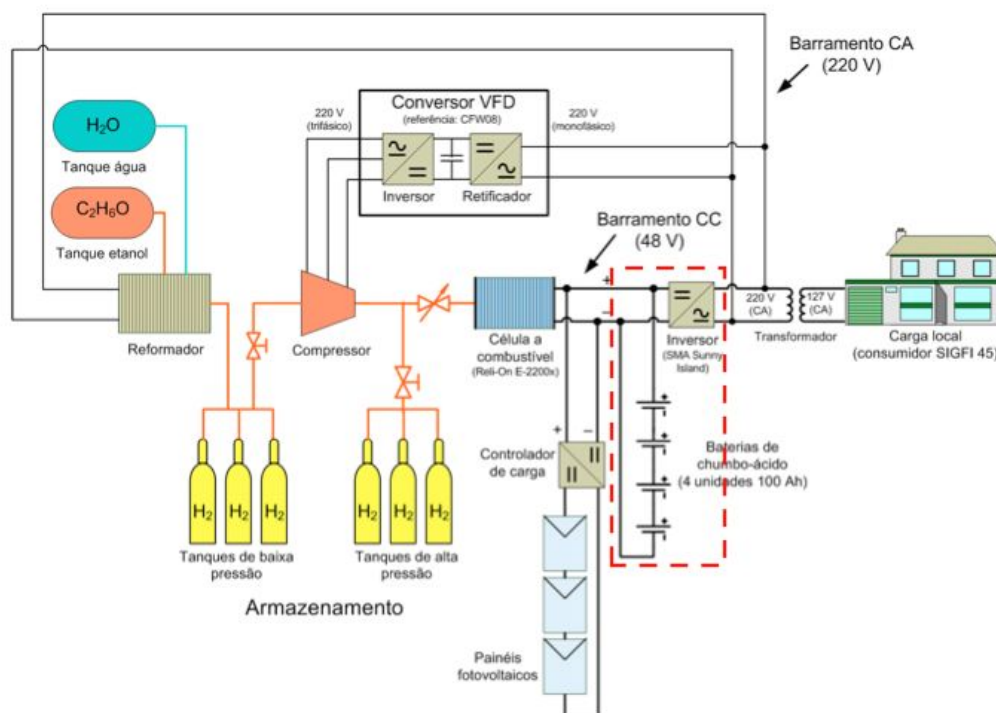 Barramento CA
(220 V)
Conversor VFD
(referência: CFW08)
220 V
(trifásico)
220 V
(monofásico)
Inversor
Retificador
H₂O
Tanque água
C₂H₆O
Tanque etanol
Reformador
Compressor
Barramento CC
(48 V)
+
–
Célula a
combustível
(Reli-On E-2200x)
Inversor
(SMA Sunny
Island)
220 V
(CA)
127 V
(CA)
Transformador
Carga local
(consumidor SIGFI 45)
+
–
Controlador
de carga
+
+
+
+
Baterias de
chumbo-ácido
(4 unidades 100 Ah)
H₂
H₂
H₂
H₂
H₂
H₂
Tanques de baixa
pressão
Tanques de alta
pressão
Armazenamento
Painéis
fotovoltaicos